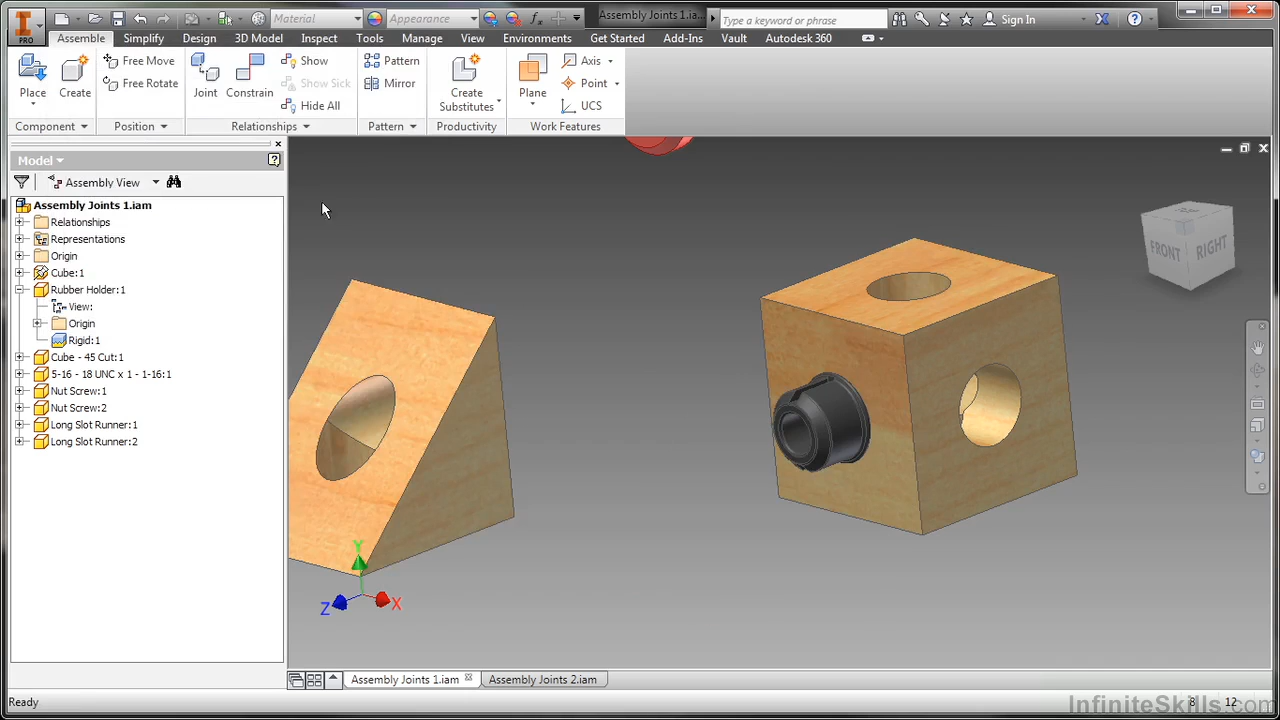 PRO
Material
Appearance
Assembly Joints 1.ia...
Type a keyword or phrase
Sign In
Assemble Simplify Design 3D Model Inspect Tools Manage View Environments Get Started Add-Ins Vault Autodesk 360
Place
Create
Free Move
Free Rotate
Joint
Constrain
Show
Show Sick
Hide All
Pattern
Mirror
Create
Substitutes
Plane
Axis
Point
UCS
Component Position Relationships Pattern Productivity Work Features
Model
Assembly View
Assembly Joints 1.iam
Relationships
Representations
Origin
Cube:1
Rubber Holder:1
View:
Origin
Rigid:1
Cube - 45 Cut:1
5-16 - 18 UNC x 1 - 1-16:1
Nut Screw:1
Nut Screw:2
Long Slot Runner:1
Long Slot Runner:2
FRONT RIGHT
Y
Z
X
Assembly Joints 1.iam Assembly Joints 2.iam
Ready
8 12
InfiniteSkills.com